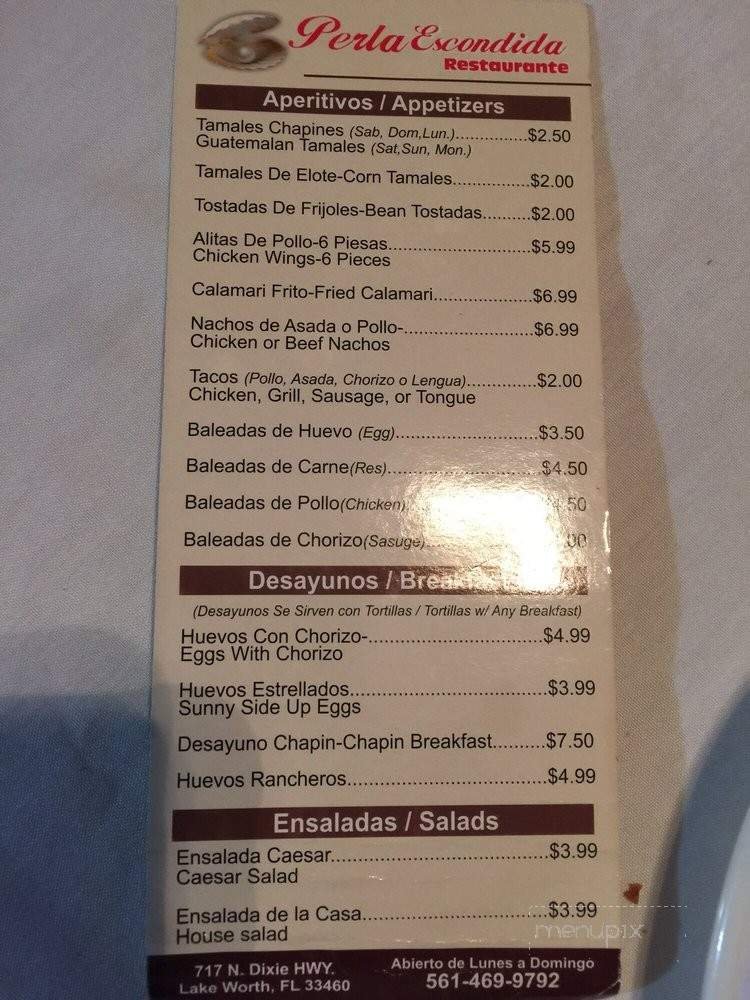 Perla Escondida
Restaurante
Aperitivos / Appetizers
Tamales Chapines (Sab, Dom,Lun.)...............$2.50
Guatemalan Tamales (Sat,Sun, Mon.)
Tamales De Elote-Corn Tamales...............$2.00
Tostadas De Frijoles-Bean Tostadas..........$2.00
Alitas De Pollo-6 Piesas...........................$5.99
Chicken Wings-6 Pieces
Calamari Frito-Fried Calamari...................$6.99
Nachos de Asada o Pollo-.........................$6.99
Chicken or Beef Nachos
Tacos (Pollo, Asada, Chorizo o Lengua)..............$2.00
Chicken, Grill, Sausage, or Tongue
Baleadas de Huevo (Egg)...........................$3.50
Baleadas de Carne(Res).............................$4.50
Baleadas de Pollo(Chicken)
Baleadas de Chorizo(Sasuge)
Desayunos / Breakfast
(Desayunos Se Sirven con Tortillas / Tortillas w/ Any Breakfast)
Huevos Con Chorizo-.................................$4.99
Eggs With Chorizo
Huevos Estrellados.....................................$3.99
Sunny Side Up Eggs
Desayuno Chapin-Chapin Breakfast..........$7.50
Huevos Rancheros......................................$4.99
Ensaladas / Salads
Ensalada Caesar.........................................$3.99
Caesar Salad
Ensalada de la Casa...................................$3.99
House salad
menupix
717 N. Dixie HWY. Abierto de Lunes a Domingo
Lake Worth, FL 33460 561-469-9792